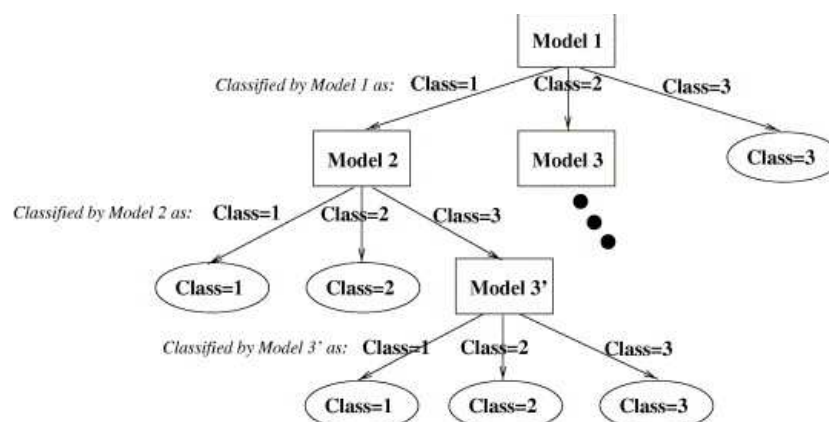 Model 1
Classified by Model 1 as: Class=1 Class=2 Class=3
Model 2 Model 3 Class=3
Classified by Model 2 as: Class=1 Class=2 Class=3
Class=1 Class=2 Model 3’
Classified by Model 3’ as: Class=1 Class=2 Class=3
Class=1 Class=2 Class=3